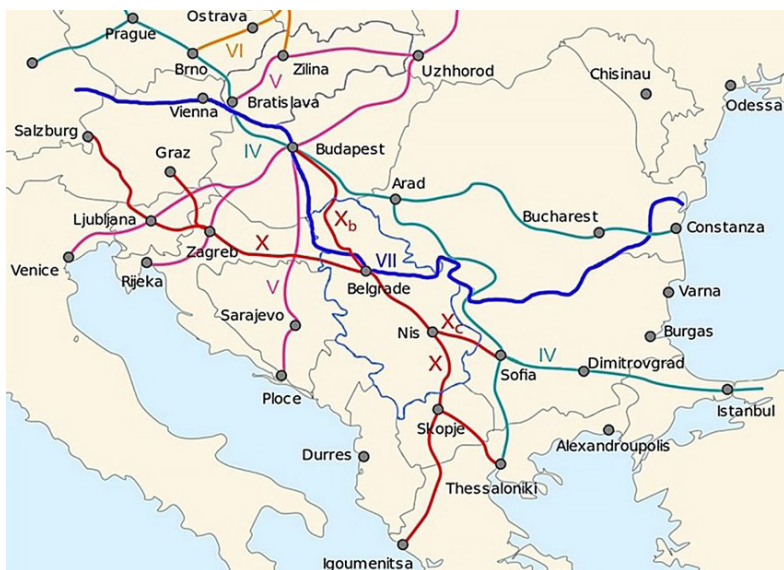 Ostrava
Prague
VI
Brno
Zilina
V
Uzhhorod
Chisinau
Odessa
Vienna
Bratislava
Salzburg
IV
Budapest
Graz
Arad
Ljubljana
Xb
Bucharest
Constanza
Zagreb
X
VII
Venice
Rijeka
Belgrade
V
Varna
Sarajevo
Nis
Xc
Burgas
X
IV
Sofia
Dimitrovgrad
Ploce
Istanbul
Skopje
Alexandroupolis
Durres
Thessaloniki
Igoumenitsa